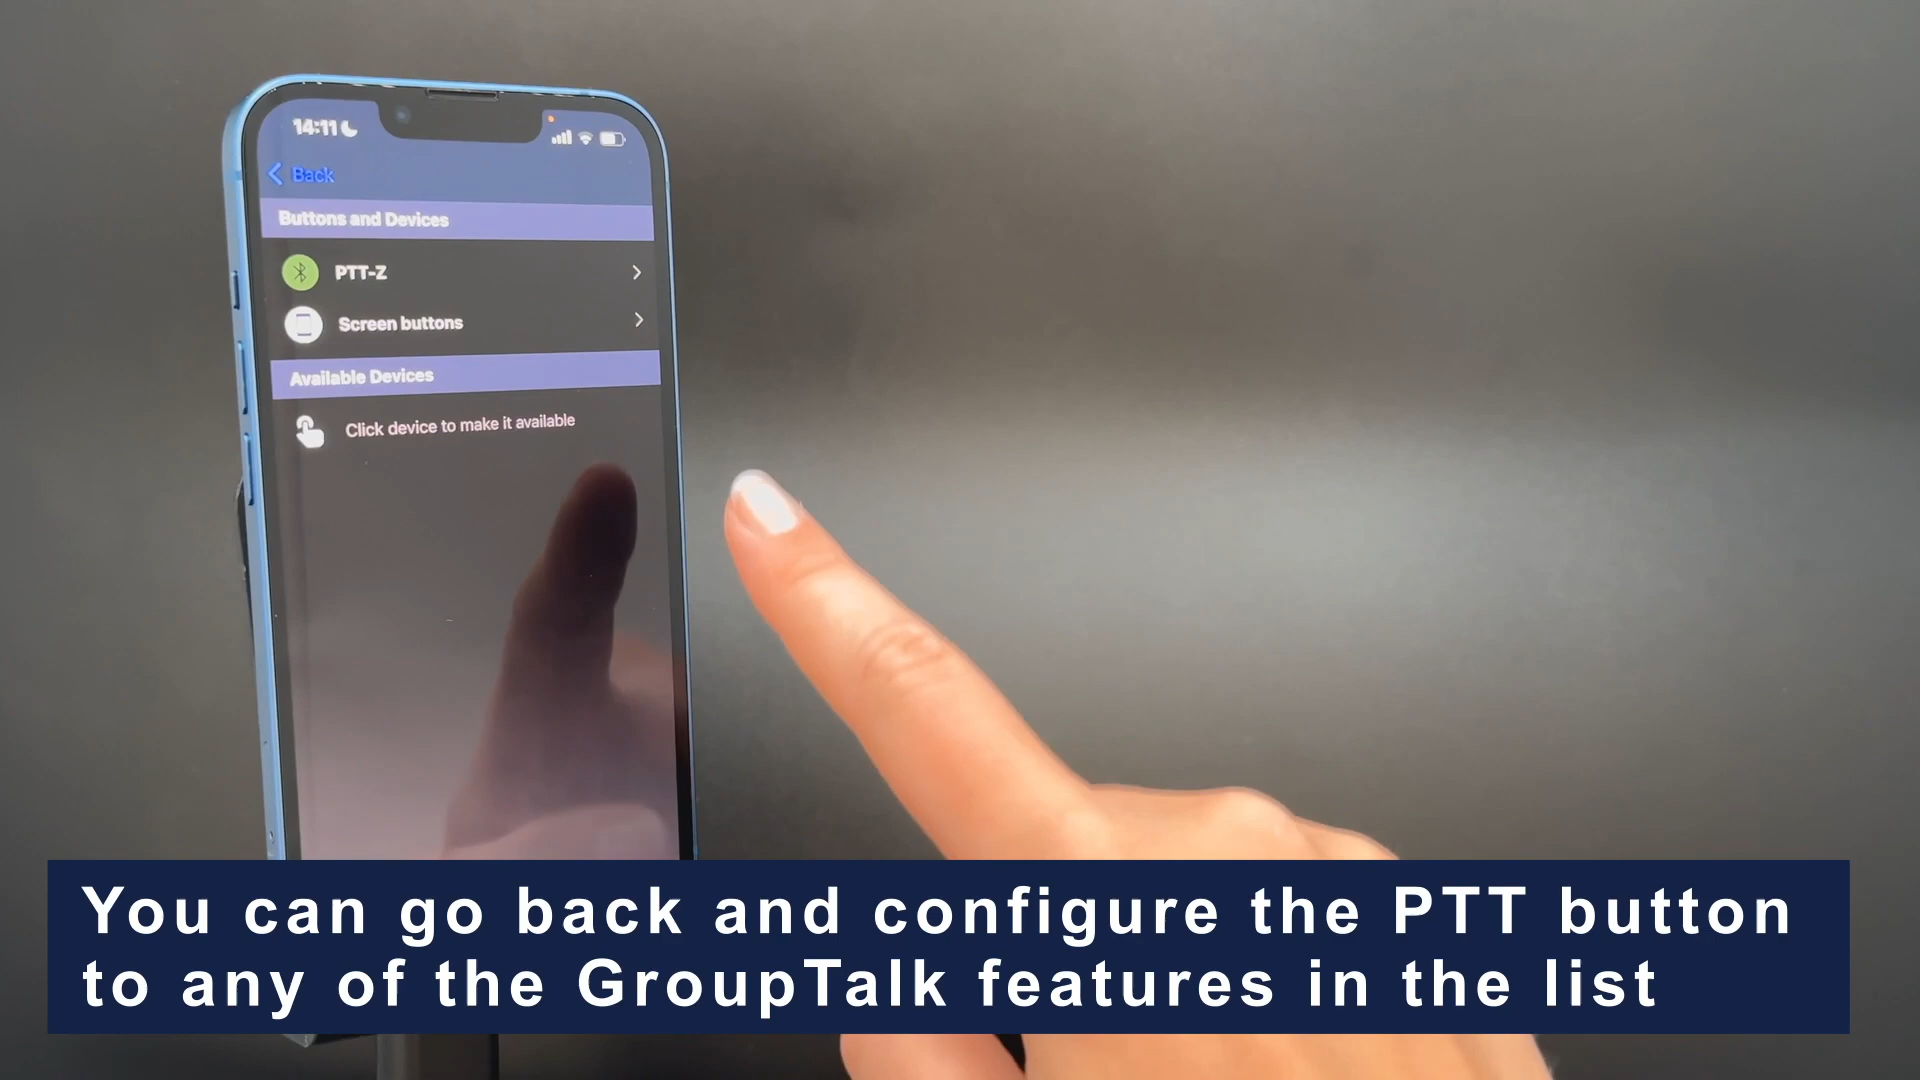 14:11
Back
Buttons and Devices
PTT-Z
Screen buttons
Available Devices
Click device to make it available
You can go back and configure the PTT button
to any of the GroupTalk features in the list